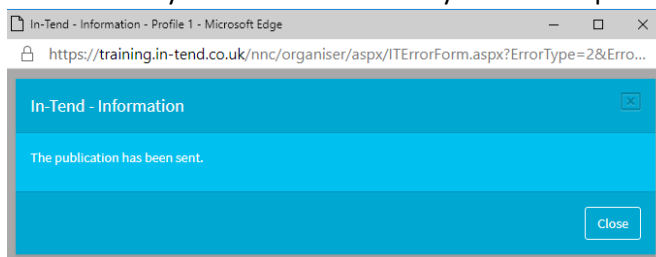 In-Tend - Information - Profile 1 - Microsoft Edge
https://training.in-tend.co.uk/nnc/organiser/aspx/ITErrorForm.aspx?ErrorType=2&Erro...
In-Tend - Information
The publication has been sent.
Close